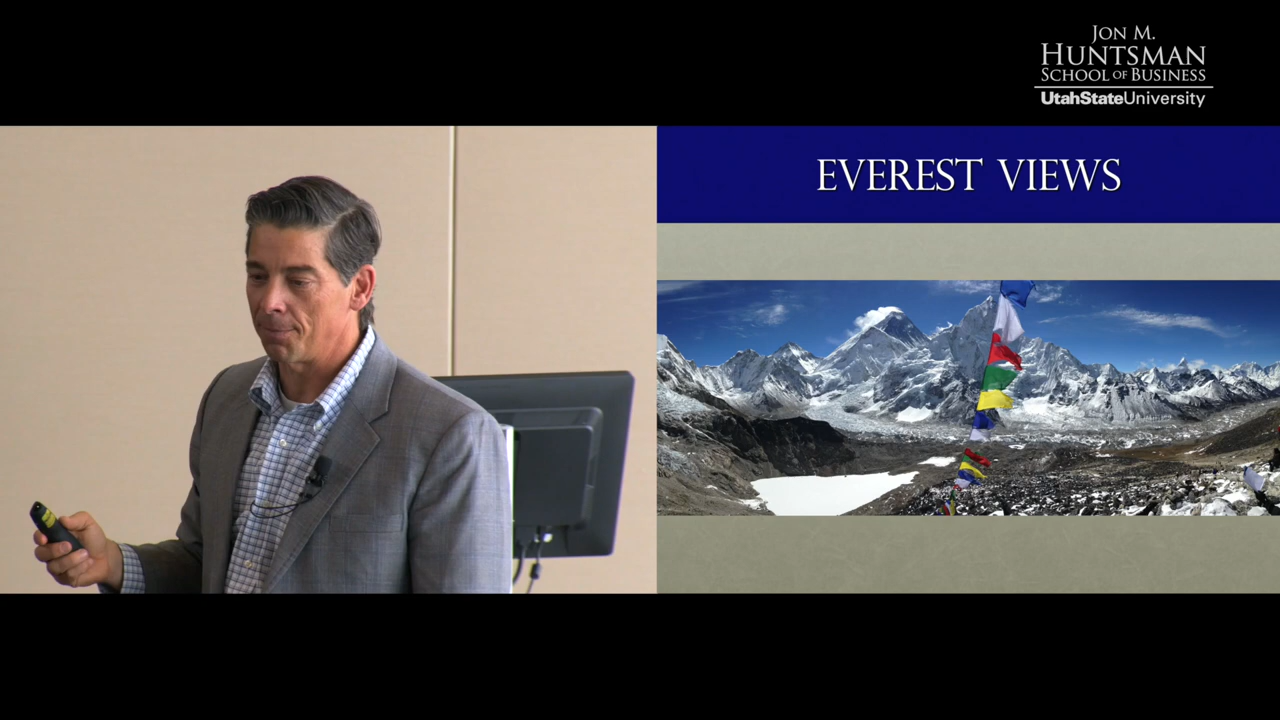 JON M.
HUNTSMAN
SCHOOL OF BUSINESS
UtahStateUniversity
EVEREST VIEWS